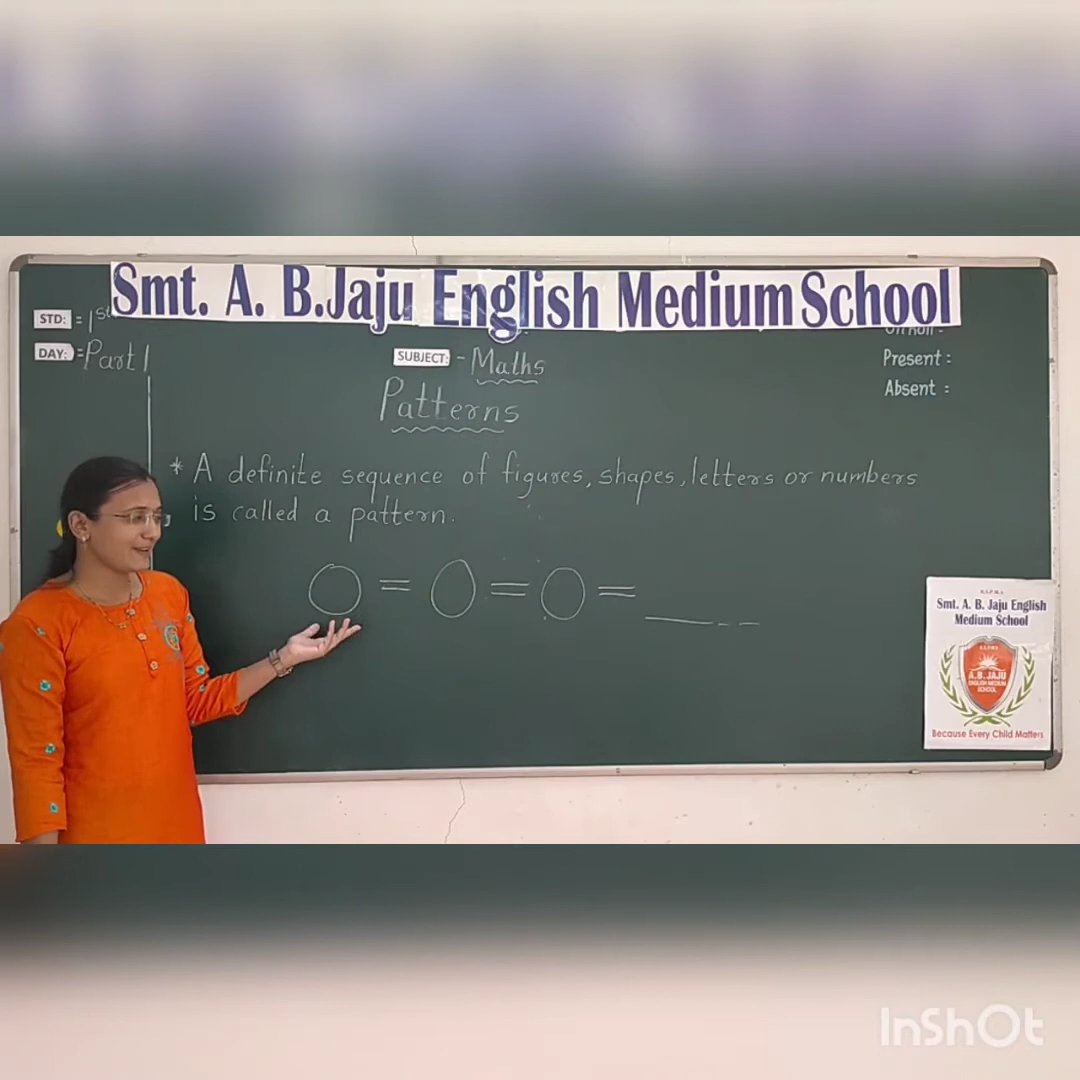 Smt. A. B. Jaju English Medium School
STD: = 1st
DAY: = Part 1
SUBJECT: - Maths
Present :
Absent :
Patterns
* A definite sequence of figures, shapes, letters or numbers
is called a pattern.
O = O = O = ____ _ _
Smt. A. B. Jaju English
Medium School
A.B. JAJU
ENGLISH MEDIUM
SCHOOL
Because Every Child Matters
InShOt